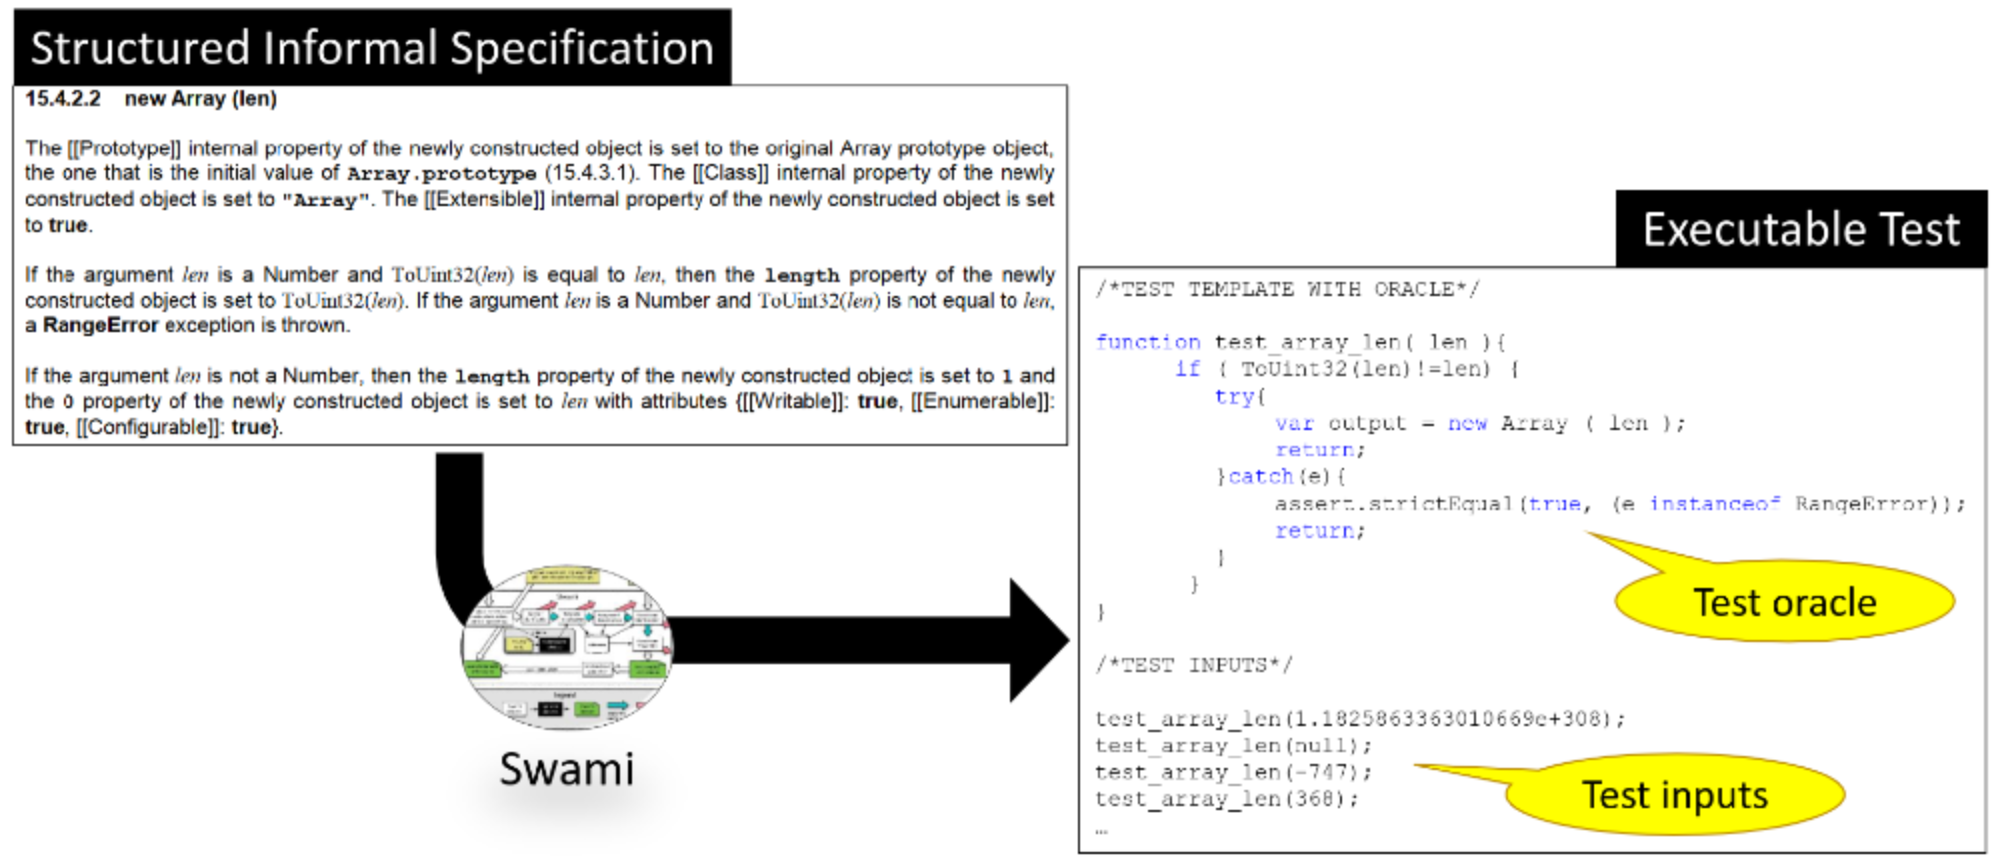 Structured Informal Specification
15.4.2.2 new Array (len)
The [[Prototype]] internal property of the newly constructed object is set to the original Array prototype object,
the one that is the initial value of Array.prototype (15.4.3.1). The [[Class]] internal property of the newly
constructed object is set to "Array". The [[Extensible]] internal property of the newly constructed object is set
to true.
If the argument len is a Number and ToUint32(len) is equal to len, then the length property of the newly
constructed object is set to ToUint32(len). If the argument len is a Number and ToUint32(len) is not equal to len,
a RangeError exception is thrown.
If the argument len is not a Number, then the length property of the newly constructed object is set to 1 and
the 0 property of the newly constructed object is set to len with attributes {[[Writable]]: true, [[Enumerable]]:
true, [[Configurable]]: true}.
Swami
Executable Test
/*TEST TEMPLATE WITH ORACLE*/
function test_array_len( len ){
if ( ToUint32(len)!=len) {
try{
var output = new Array ( len );
return;
}catch(e){
assert.strictEqual(true, (e instanceof RangeError));
return;
}
}
}
Test oracle
/*TEST INPUTS*/
test_array_len(1.1825863363010669e+308);
test_array_len(null);
test_array_len(-747);
test_array_len(368);
…
Test inputs